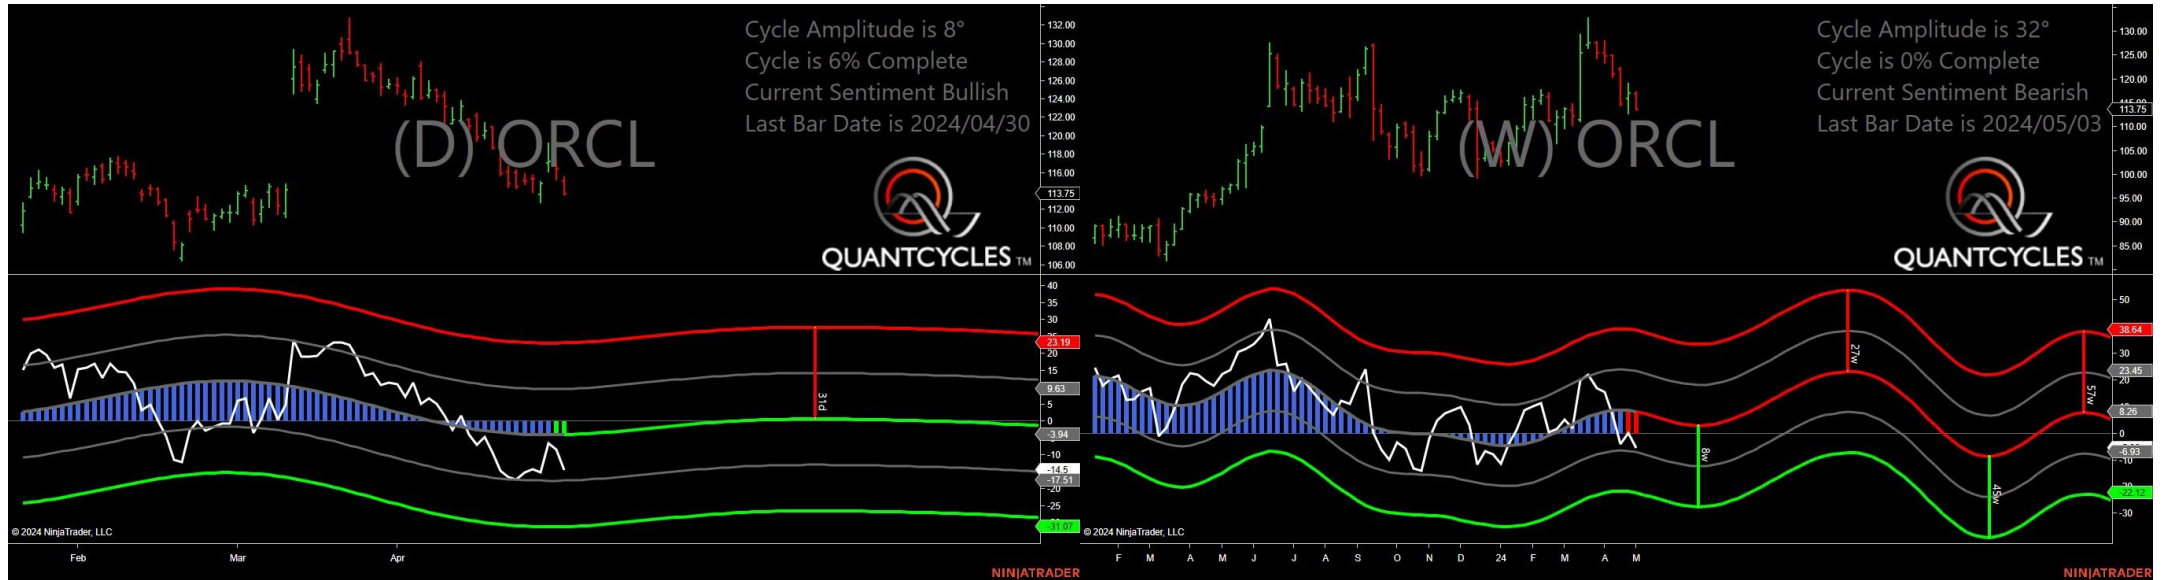 Cycle Amplitude is 8°
Cycle is 6% Complete
Current Sentiment Bullish
Last Bar Date is 2024/04/30
(D) ORCL
QUANTCYCLES TM
132.00
130.00
128.00
126.00
124.00
122.00
120.00
118.00
116.00
113.75
112.00
110.00
108.00
106.00
40
35
30
23.19
20
15
9.63
5
0
-3.94
-10
-14.5
-17.51
-20
-25
-31.07
31d
© 2024 NinjaTrader, LLC
Feb Mar Apr
NINJATRADER
Cycle Amplitude is 32°
Cycle is 0% Complete
Current Sentiment Bearish
Last Bar Date is 2024/05/03
(W) ORCL
QUANTCYCLES TM
130.00
125.00
120.00
113.75
110.00
105.00
100.00
95.00
90.00
85.00
50
38.64
30
23.45
20
8.26
0
-6.93
-10
-22.12
-30
8w
27w
45w
57w
© 2024 NinjaTrader, LLC
F M A M J J A S O N D 24 F M A M
NINJATRADER